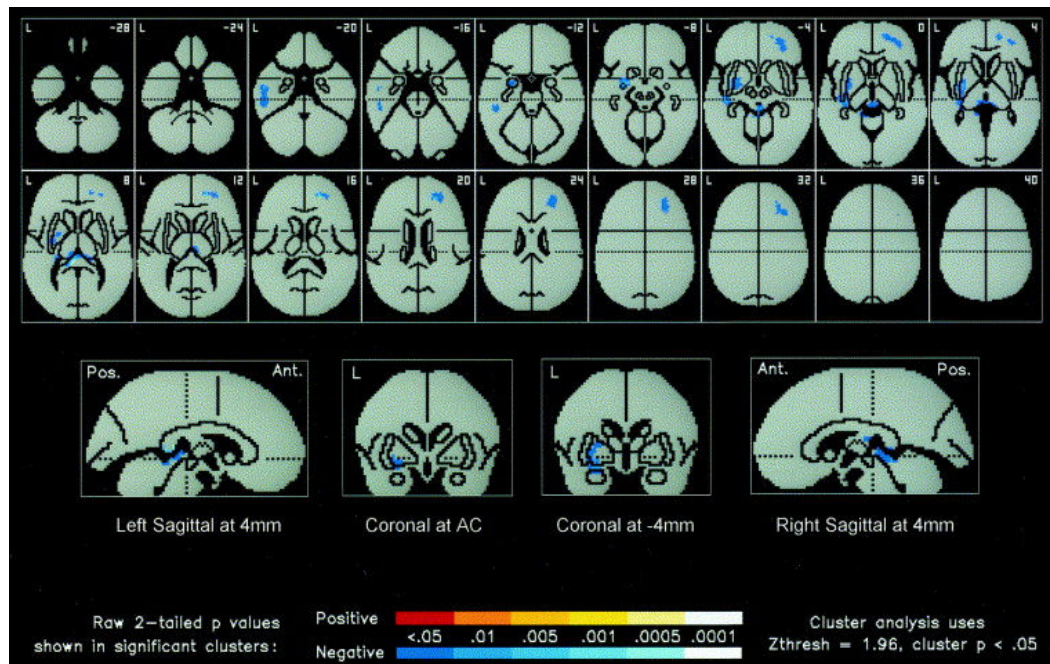 L -28 L -24 L -20 L -16 L -12 L -8 L -4 L 0 L 4
L 8 L 12 L 16 L 20 L 24 L 28 L 32 L 36 L 40
Pos. Ant. L L Ant. Pos.
Left Sagittal at 4mm Coronal at AC Coronal at -4mm Right Sagittal at 4mm
Raw 2-tailed p values Positive Cluster analysis uses
<.05 .01 .005 .001 .0005 .0001
shown in significant clusters: Negative Zthresh = 1.96, cluster p < .05